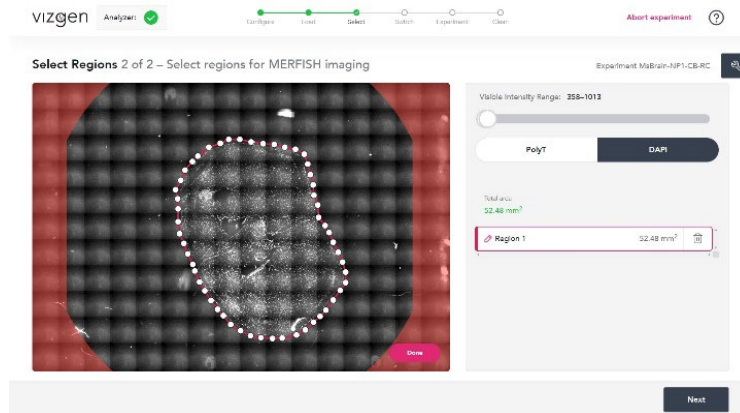 vizgen
Analyzer:
Configure Load Select Switch Experiment Clean
Abort experiment ?
Select Regions 2 of 2 – Select regions for MERFISH imaging
Experiment MsBrain-NP1-CB-RC
Visible Intensity Range: 358–1013
PolyT DAPI
Total area
52.48 mm²
Region 1 52.48 mm²
Done
Next